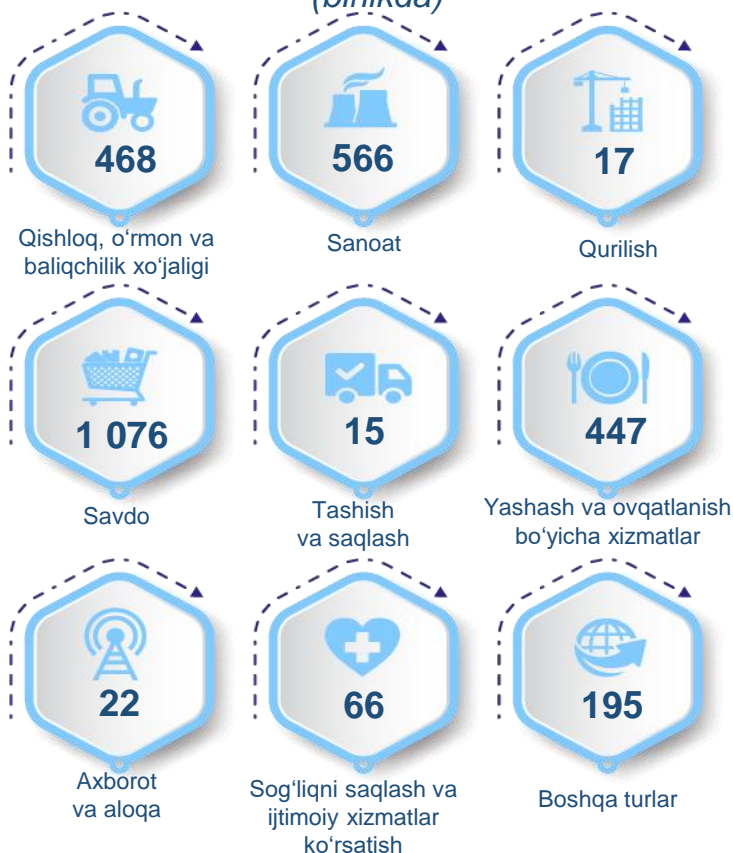 (birlikda)
468
Qishloq, o‘rmon va
baliqchilik xo‘jaligi
566
Sanoat
17
Qurilish
1 076
Savdo
15
Tashish
va saqlash
447
Yashash va ovqatlanish
bo‘yicha xizmatlar
22
Axborot
va aloqa
66
Sog‘liqni saqlash va
ijtimoiy xizmatlar
ko‘rsatish
195
Boshqa turlar